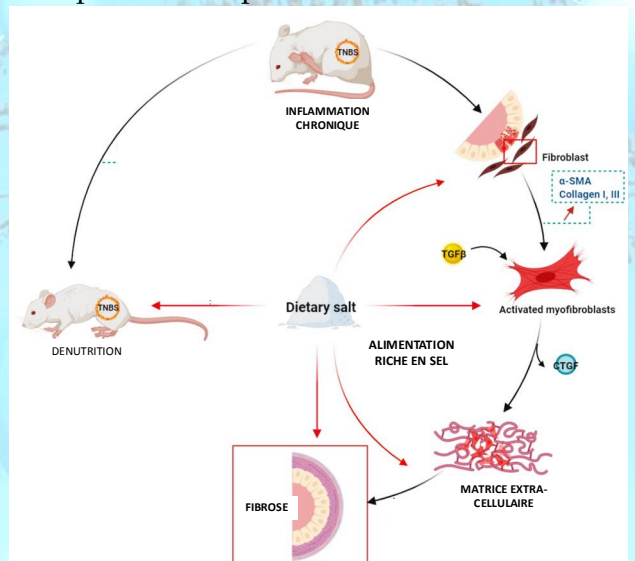 TNBS
INFLAMMATION
CHRONIQUE
Fibroblast
α-SMA
Collagen I, III
TGFβ
Activated myofibroblasts
TNBS
DENUTRITION
Dietary salt
ALIMENTATION
RICHE EN SEL
CTGF
MATRICE EXTRA-
CELLULAIRE
FIBROSE